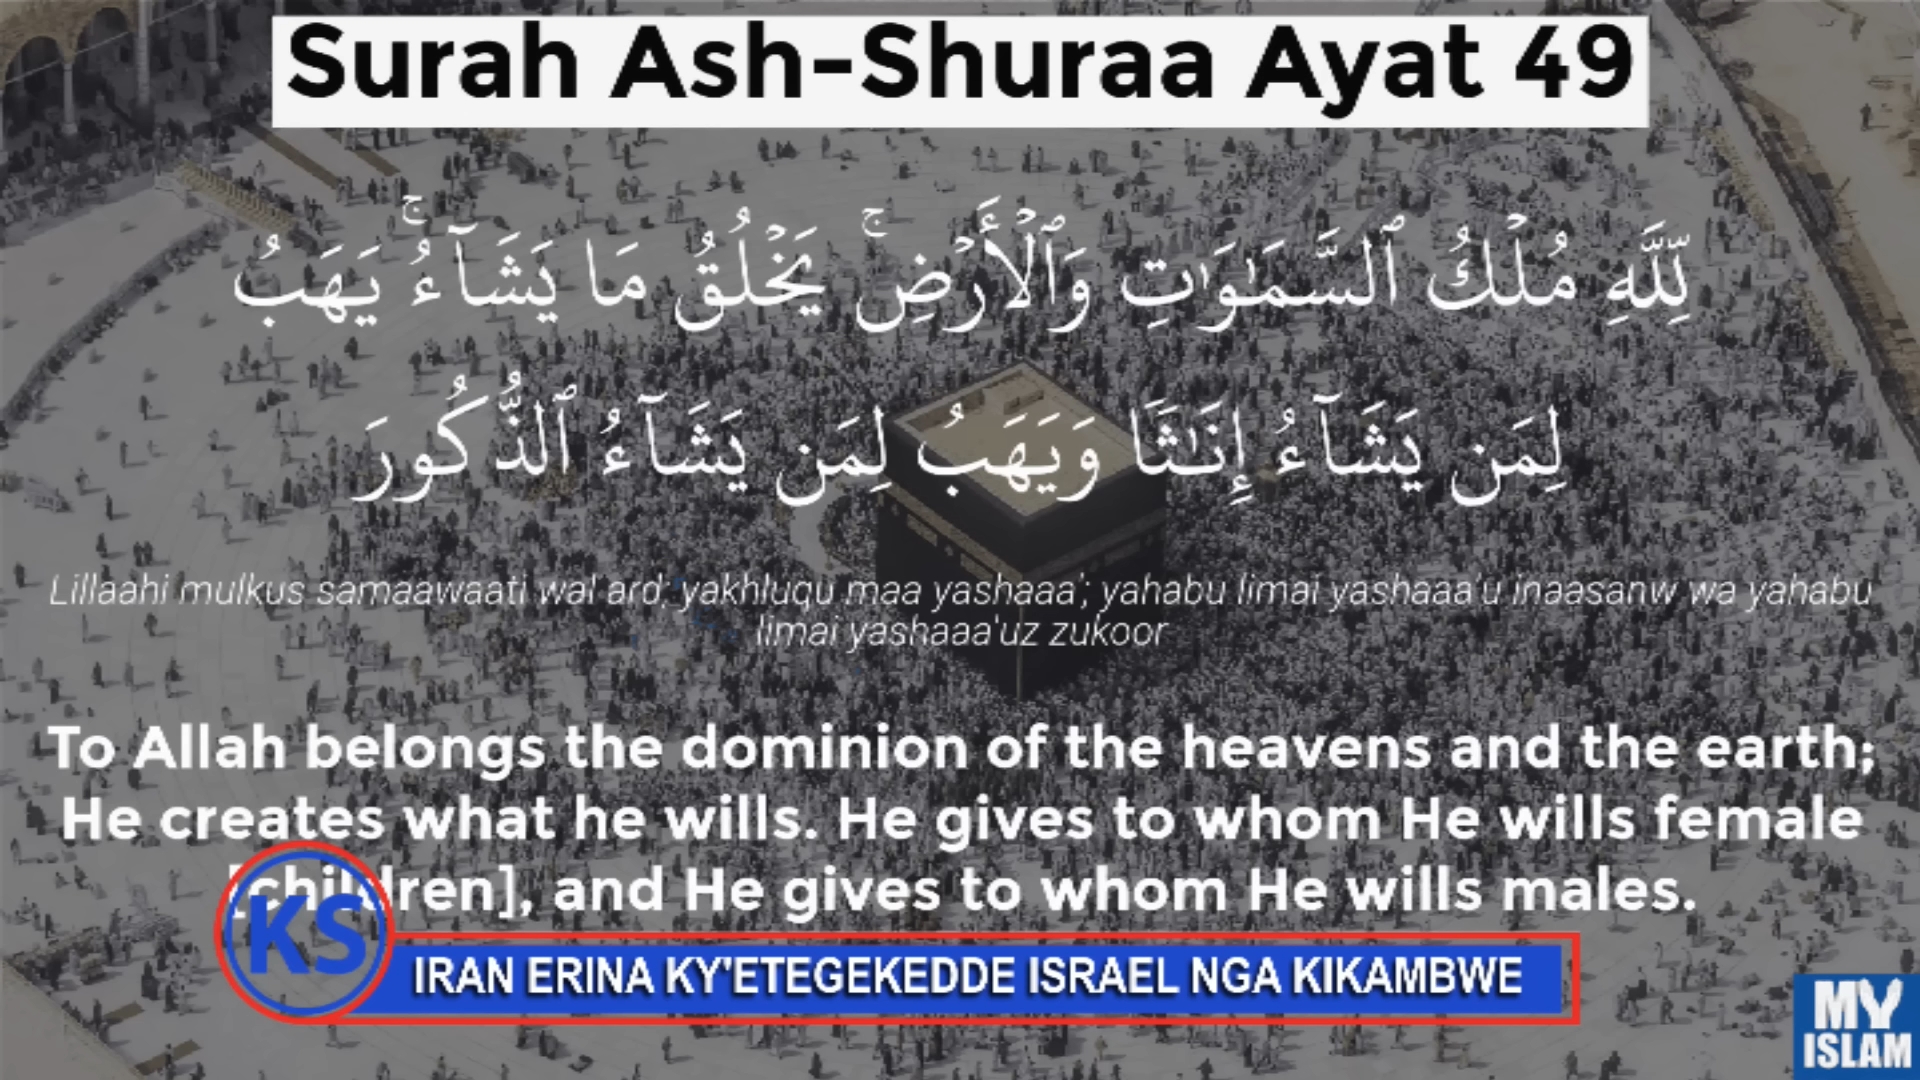 Surah Ash-Shuraa Ayat 49
لِّلَّهِ مُلْكُ ٱلسَّمَـٰوَٰتِ وَٱلْأَرْضِ ۚ يَخْلُقُ مَا يَشَآءُ ۚ يَهَبُ
لِمَن يَشَآءُ إِنَـٰثًا وَيَهَبُ لِمَن يَشَآءُ ٱلذُّكُورَ
Lillaahi mulkus samaawaati wal ard; yakhluqu maa yashaaa'; yahabu limai yashaaa'u inaasanw wa yahabu
limai yashaaa'uz zukoor
To Allah belongs the dominion of the heavens and the earth;
He creates what he wills. He gives to whom He wills female
[children], and He gives to whom He wills males.
KS
IRAN ERINA KY'ETEGEKEDDE ISRAEL NGA KIKAMBWE
MY
ISLAM